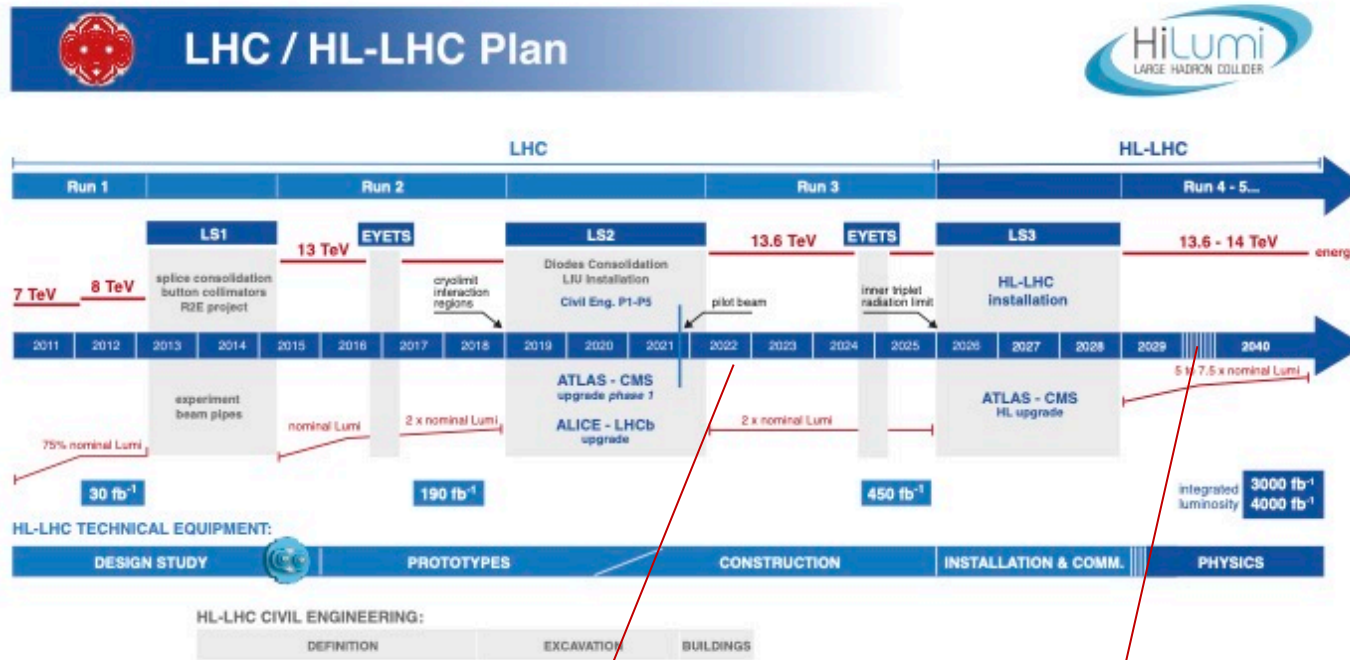 LHC / HL-LHC Plan
HiLumi
LARGE HADRON COLLIDER
LHC
HL-LHC
Run 1
Run 2
Run 3
Run 4 - 5...
LS1
EYETS
LS2
EYETS
LS3
13 TeV
13.6 TeV
13.6 - 14 TeV
energ
7 TeV
8 TeV
splice consolidation
button collimators
R2E project
cryolimit
interaction
regions
Diodes Consolidation
LIU Installation
Civil Eng. P1-P5
pilot beam
inner triplet
radiation limit
HL-LHC
installation
2011 2012 2013 2014 2015 2016 2017 2018 2019 2020 2021 2022 2023 2024 2025 2026 2027 2028 2029 2040
5 to 7.5 x nominal Lumi
experiment
beam pipes
ATLAS - CMS
upgrade phase 1
ALICE - LHCb
upgrade
ATLAS - CMS
HL upgrade
75% nominal Lumi
nominal Lumi
2 x nominal Lumi
2 x nominal Lumi
30 fb⁻¹
190 fb⁻¹
450 fb⁻¹
integrated
luminosity
3000 fb⁻¹
4000 fb⁻¹
HL-LHC TECHNICAL EQUIPMENT:
DESIGN STUDY
PROTOTYPES
CONSTRUCTION
INSTALLATION & COMM.
PHYSICS
HL-LHC CIVIL ENGINEERING:
DEFINITION
EXCAVATION
BUILDINGS